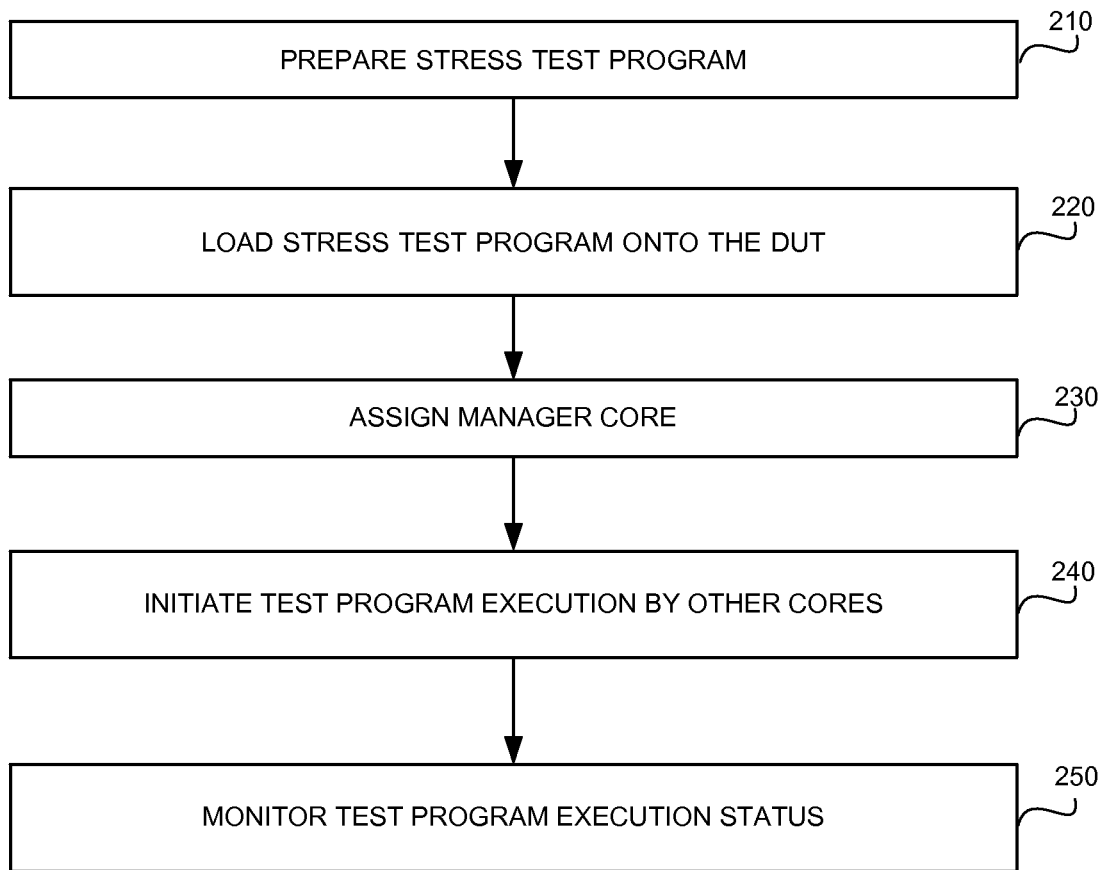 210
PREPARE STRESS TEST PROGRAM
220
LOAD STRESS TEST PROGRAM ONTO THE DUT
230
ASSIGN MANAGER CORE
240
INITIATE TEST PROGRAM EXECUTION BY OTHER CORES
250
MONITOR TEST PROGRAM EXECUTION STATUS